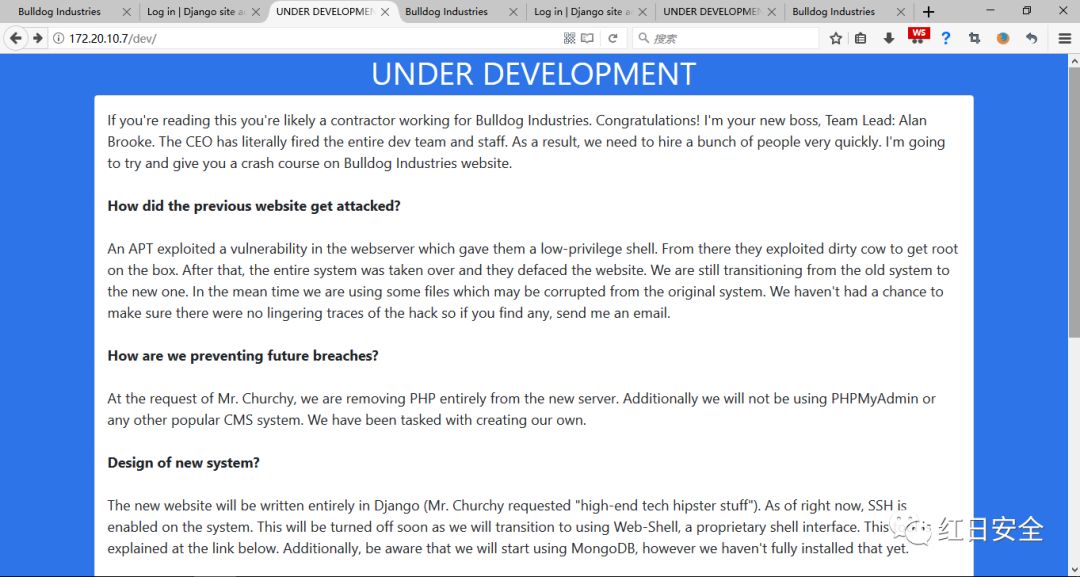 Bulldog Industries
Log in | Django site a
UNDER DEVELOPMEN
Bulldog Industries
Log in | Django site a
UNDER DEVELOPMEN
Bulldog Industries
172.20.10.7/dev/
搜索
W5
UNDER DEVELOPMENT
If you're reading this you're likely a contractor working for Bulldog Industries. Congratulations! I'm your new boss, Team Lead: Alan
Brooke. The CEO has literally fired the entire dev team and staff. As a result, we need to hire a bunch of people very quickly. I'm going
to try and give you a crash course on Bulldog Industries website.
How did the previous website get attacked?
An APT exploited a vulnerability in the webserver which gave them a low-privilege shell. From there they exploited dirty cow to get root
on the box. After that, the entire system was taken over and they defaced the website. We are still transitioning from the old system to
the new one. In the mean time we are using some files which may be corrupted from the original system. We haven't had a chance to
make sure there were no lingering traces of the hack so if you find any, send me an email.
How are we preventing future breaches?
At the request of Mr. Churchy, we are removing PHP entirely from the new server. Additionally we will not be using PHPMyAdmin or
any other popular CMS system. We have been tasked with creating our own.
Design of new system?
The new website will be written entirely in Django (Mr. Churchy requested "high-end tech hipster stuff"). As of right now, SSH is
enabled on the system. This will be turned off soon as we will transition to using Web-Shell, a proprietary shell interface. This
explained at the link below. Additionally, be aware that we will start using MongoDB, however we haven't fully installed that yet.
红日安全